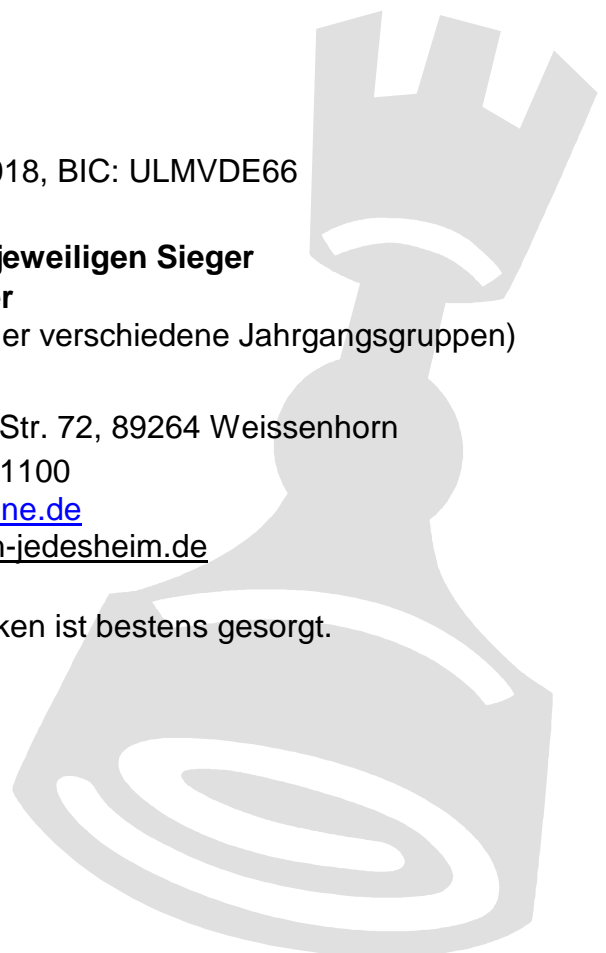 018, BIC: ULMVDE66
jeweiligen Sieger
er
er verschiedene Jahrgangsgruppen)
Str. 72, 89264 Weissenhorn
1100
ne.de
n-jedesheim.de
ken ist bestens gesorgt.